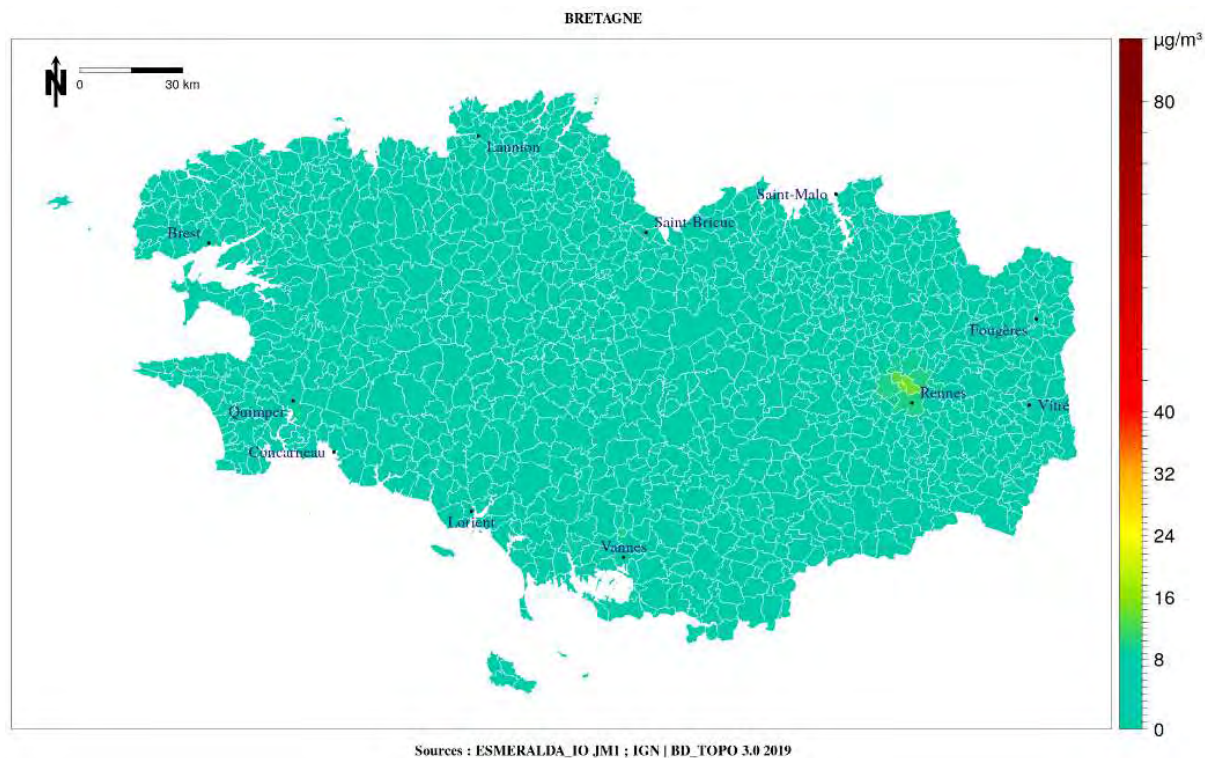 BRETAGNE
µg/m³
N
0 30 km
80
Lannion
Saint-Malo
Saint-Brieuc
Brest
Fougères
Rennes
Vitré
Quimper
40
Concarneau
32
Lorient
24
Vannes
16
8
0
Sources : ESMERALDA_IO JM1 ; IGN | BD_TOPO 3.0 2019